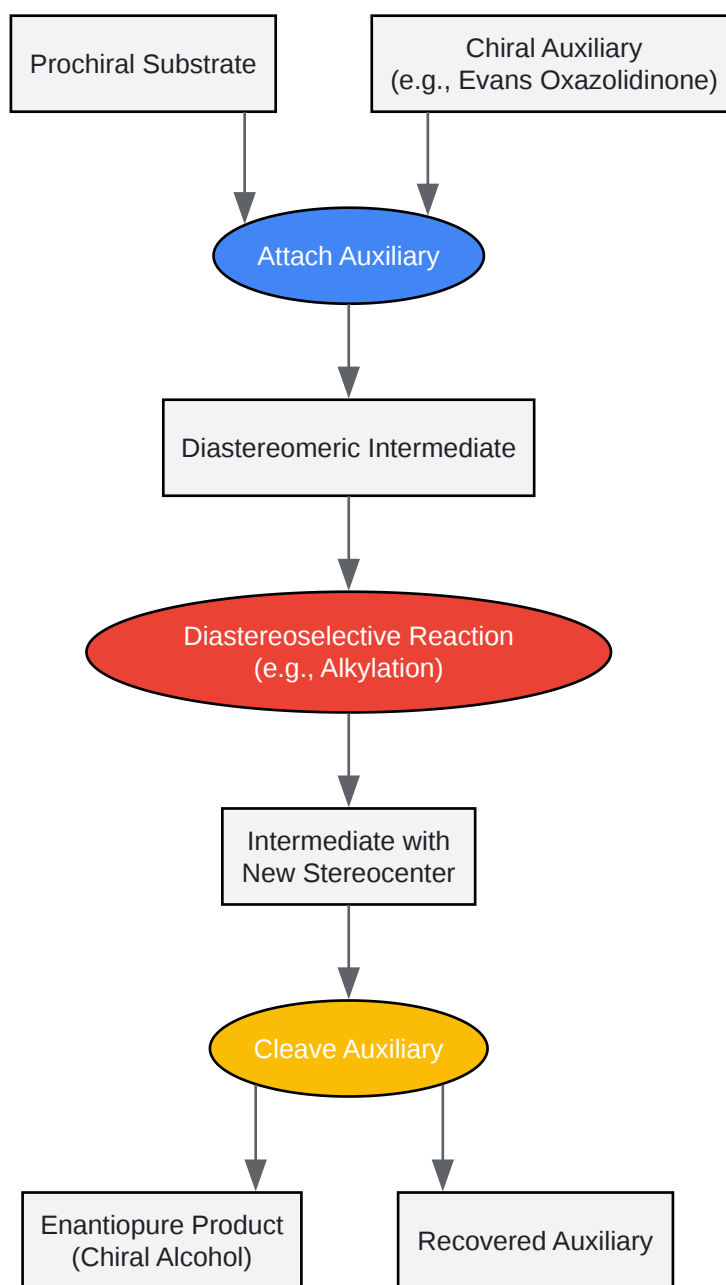 Prochiral Substrate
Chiral Auxiliary
(e.g., Evans Oxazolidinone)
Attach Auxiliary
Diastereomeric Intermediate
Diastereoselective Reaction
(e.g., Alkylation)
Intermediate with
New Stereocenter
Cleave Auxiliary
Enantiopure Product
(Chiral Alcohol)
Recovered Auxiliary